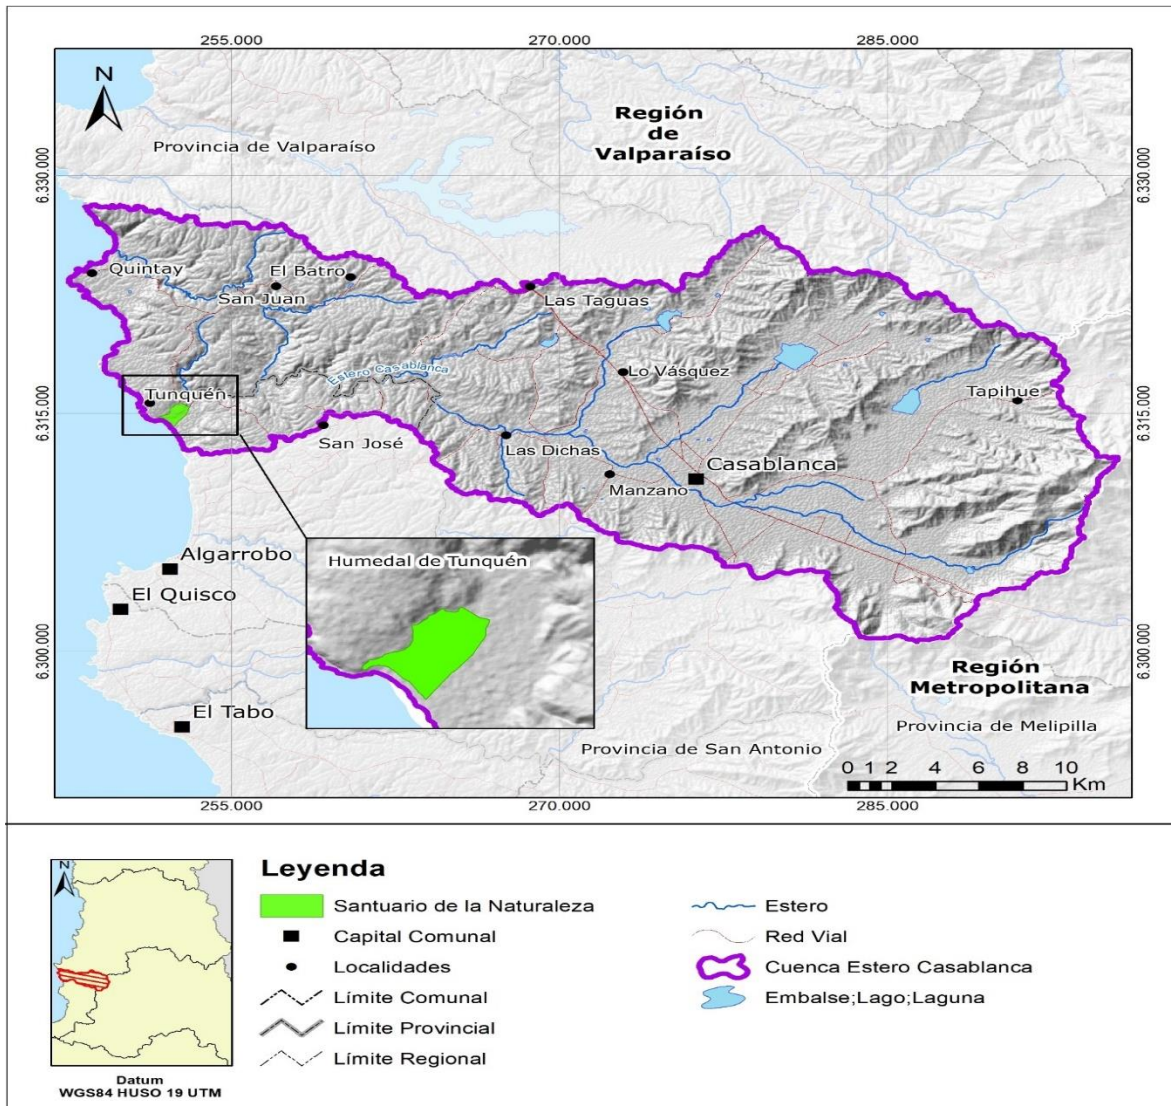 255.000
270.000
285.000
N
Región
de
Valparaíso
Provincia de Valparaíso
6.330.000
6.330.000
Quintay
El Batro
San Juan
Las Taguas
Estero Casablanca
Lo Vásquez
Tunquén
Tapihue
6.315.000
6.315.000
San José
Las Dichas
Casablanca
Manzano
Algarrobo
El Quisco
Humedal de Tunquén
6.300.000
6.300.000
Región
Metropolitana
El Tabo
Provincia de San Antonio
Provincia de Melipilla
0 1 2 4 6 8 10
Km
255.000
270.000
285.000
N
Datum
WGS84 HUSO 19 UTM
Leyenda
Santuario de la Naturaleza
Capital Comunal
Localidades
Límite Comunal
Límite Provincial
Límite Regional
Estero
Red Vial
Cuenca Estero Casablanca
Embalse;Lago;Laguna